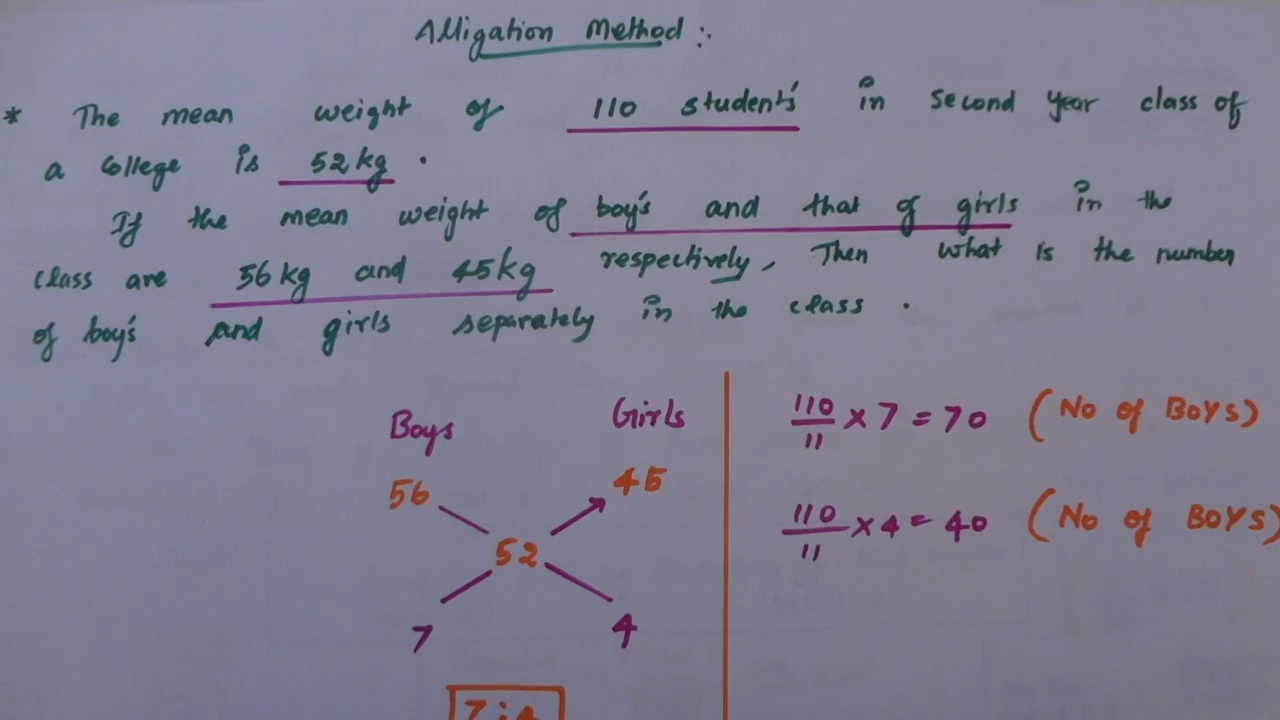 Alligation Method :.
* The mean weight of 110 students' in second year class of
a college is 52 kg .
If the mean weight of boy's and that of girls in the
class are 56 kg and 45 kg respectively, Then what is the number
of boy's and girls separately in the class .
Boys Girls
56 45
52
7 4
7 : 4
110/11 × 7 = 70 (No of Boys)
110/11 × 4 = 40 (No of Boys)